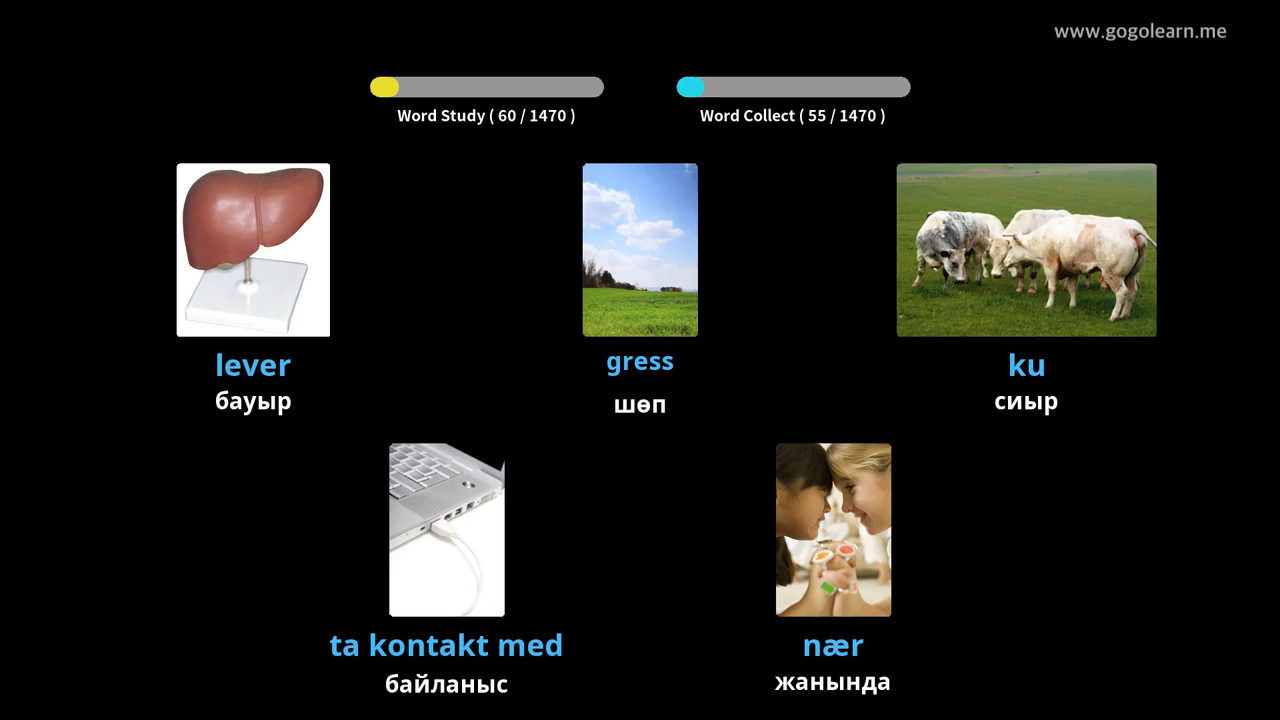 www.gogolearn.me
Word Study ( 60 / 1470 )
Word Collect ( 55 / 1470 )
lever
бауыр
gress
шөп
ku
сиыр
ta kontakt med
байланыс
nær
жанында